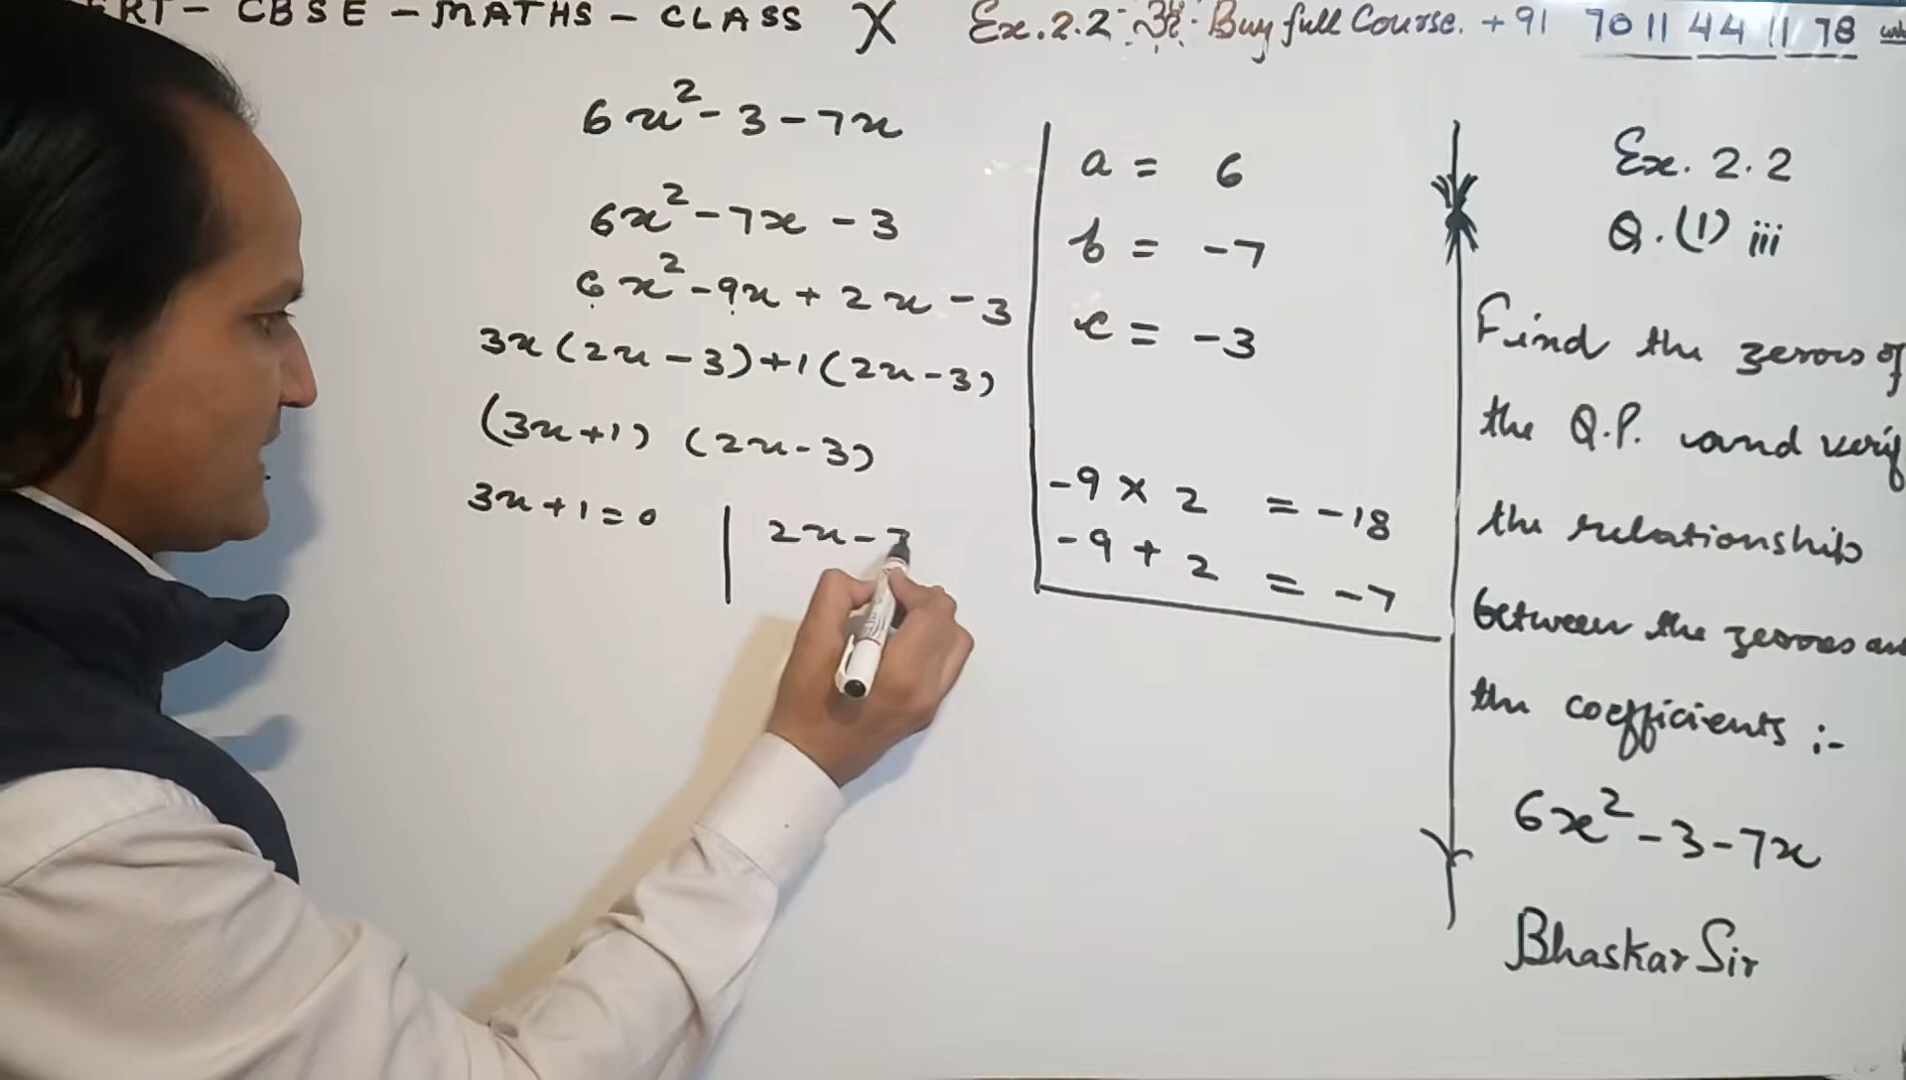 ERT - CBSE - MATHS - CLASS X Ex. 2.2 Buy full Course. +91 7011 44 11 78
6x² - 3 - 7x
6x² - 7x - 3
6x² - 9x + 2x - 3
3x(2x - 3) + 1(2x - 3)
(3x + 1) (2x - 3)
3x + 1 = 0 | 2x - 3
a = 6
b = -7
c = -3
-9 × 2 = -18
-9 + 2 = -7
Ex. 2.2
Q. (1) iii
Find the zeroes of
the Q.P. and verif
the relationship
between the zeroes an
the coefficients :-
6x² - 3 - 7x
Bhaskar Sir